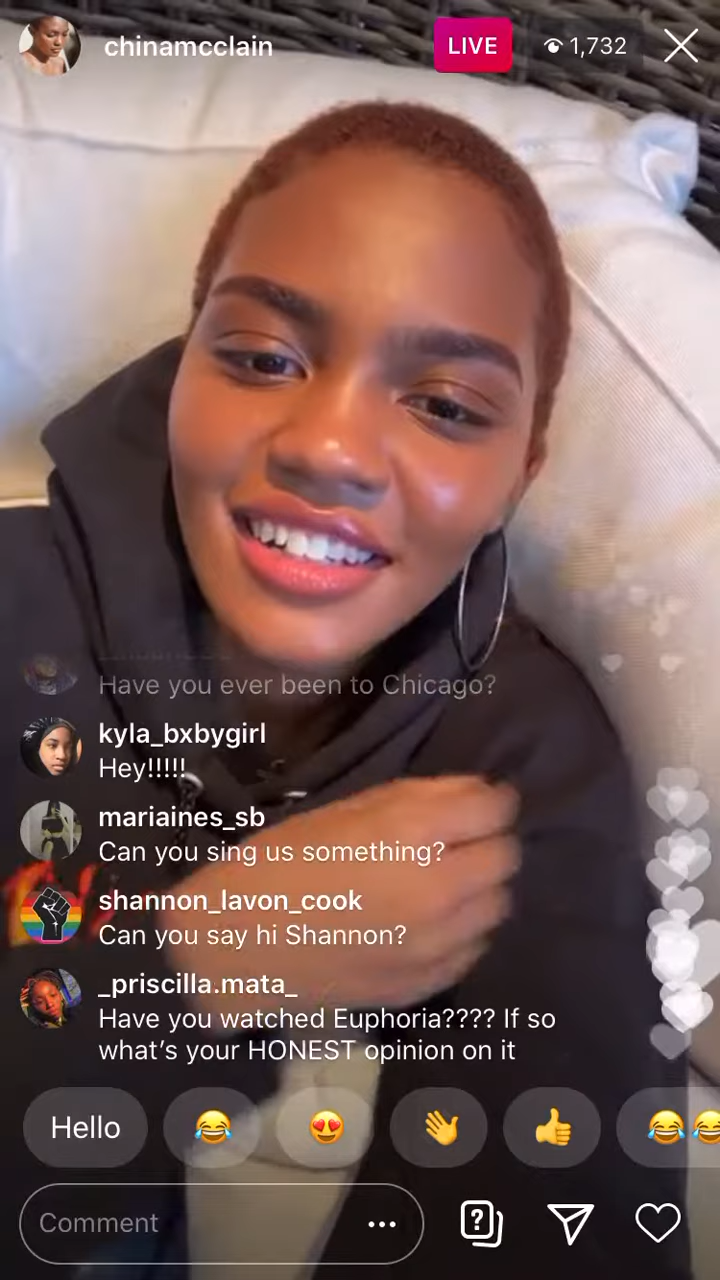 chinamcclain
LIVE
1,732
Have you ever been to Chicago?
kyla_bxbygirl
Hey!!!!!
mariaines_sb
Can you sing us something?
shannon_lavon_cook
Can you say hi Shannon?
_priscilla.mata_
Have you watched Euphoria???? If so
what's your HONEST opinion on it
Hello
Comment